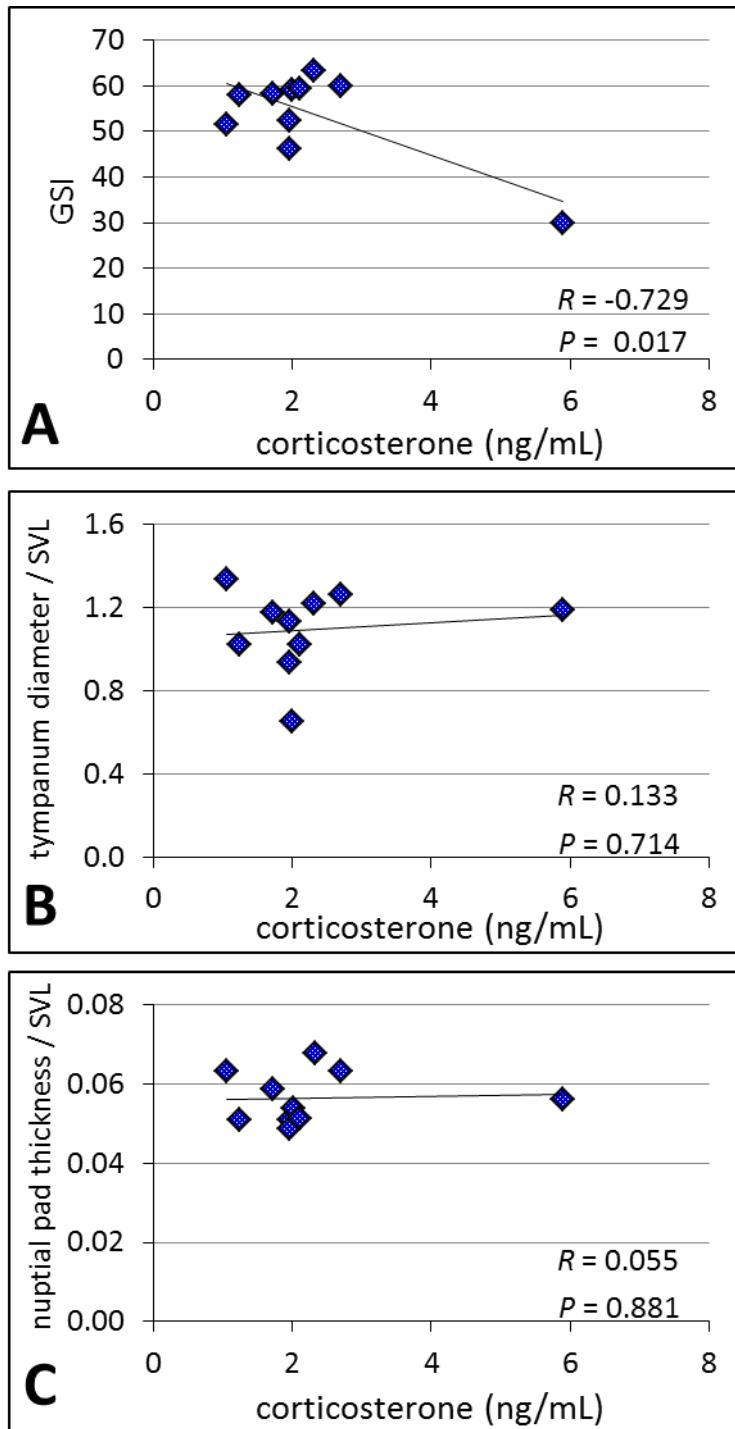 70
60
50
40
30
20
10
0
GSI
R = -0.729
P = 0.017
0 2 4 6 8
A
corticosterone (ng/mL)
1.6
1.2
0.8
0.4
0.0
tympanum diameter / SVL
R = 0.133
P = 0.714
0 2 4 6 8
B
corticosterone (ng/mL)
0.08
0.06
0.04
0.02
0.00
nuptial pad thickness / SVL
R = 0.055
P = 0.881
0 2 4 6 8
C
corticosterone (ng/mL)